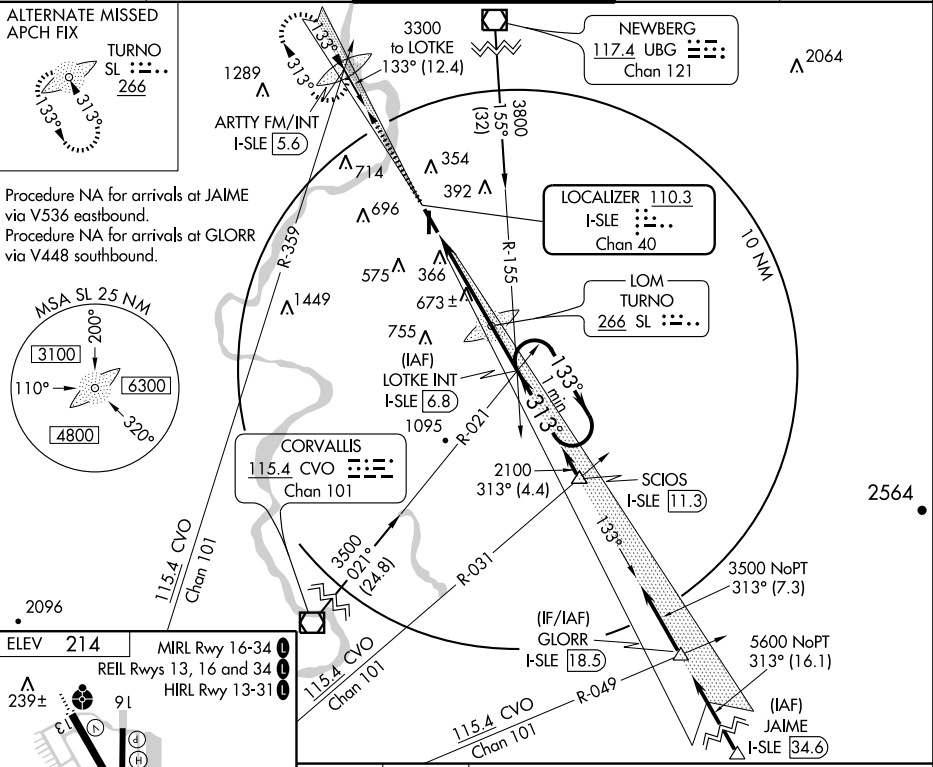 ALTERNATE MISSED
APCH FIX
TURNO
SL
266
133°
313°
Procedure NA for arrivals at JAIME
via V536 eastbound.
Procedure NA for arrivals at GLORR
via V448 southbound.
MSA SL 25 NM
200°
3100
110°
6300
4800
320°
133°
313°
3300
to LOTKE
133° (12.4)
1289
ARTTY FM/INT
I-SLE 5.6
NEWBERG
117.4 UBG
Chan 121
2064
3800
155°
(32)
714
354
392
696
R-359
R-155
LOCALIZER 110.3
I-SLE
Chan 40
10 NM
575
366
673±
1449
LOM
TURNO
266 SL
755
(IAF)
LOTKE INT
I-SLE 6.8
133°
1 min
313°
1095
R-021
CORVALLIS
115.4 CVO
Chan 101
2100
313° (4.4)
SCIOS
I-SLE 11.3
2564
133°
3500
021°
(24.8)
R-031
115.4 CVO
Chan 101
3500 NoPT
313° (7.3)
2096
(IF/IAF)
GLORR
I-SLE 18.5
5600 NoPT
313° (16.1)
115.4 CVO
Chan 101
R-049
115.4 CVO
Chan 101
(IAF)
JAIME
I-SLE 34.6
ELEV 214
MIRL Rwy 16-34 L
REIL Rwys 13, 16 and 34 L
HIRL Rwy 13-31 L
239±
13
V
16
P
H